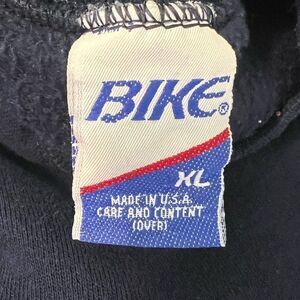 BIKE®
XL
MADE IN U.S.A.
CARE AND CONTENT
(OVER)